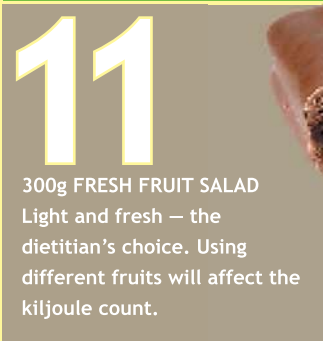 11
300g FRESH FRUIT SALAD
Light and fresh — the
dietitian’s choice. Using
different fruits will affect the
kiljoule count.